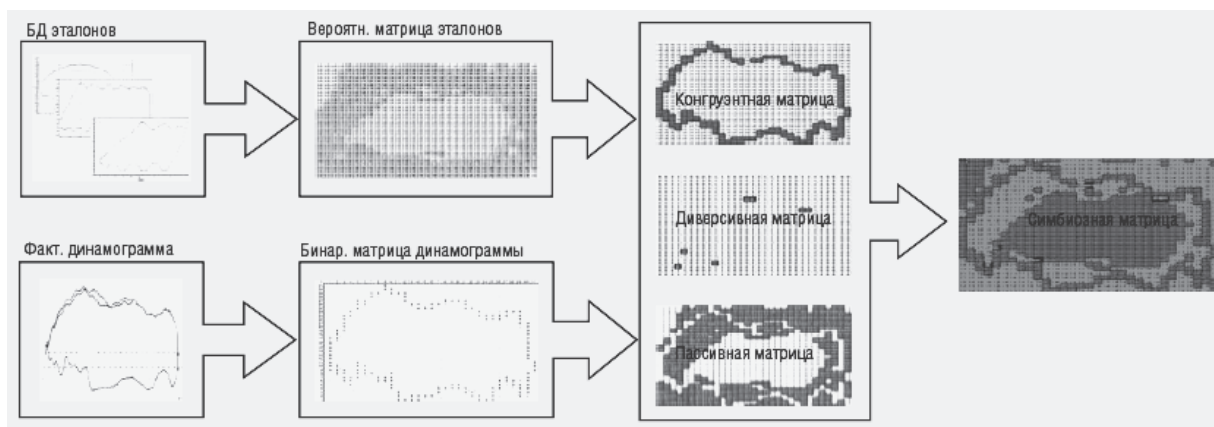 БД эталонов
Вероятн. матрица эталонов
Конгруэнтная матрица
Диверсивная матрица
Пассивная матрица
Симбиозная матрица
Факт. динамограмма
Бинар. матрица динамограммы